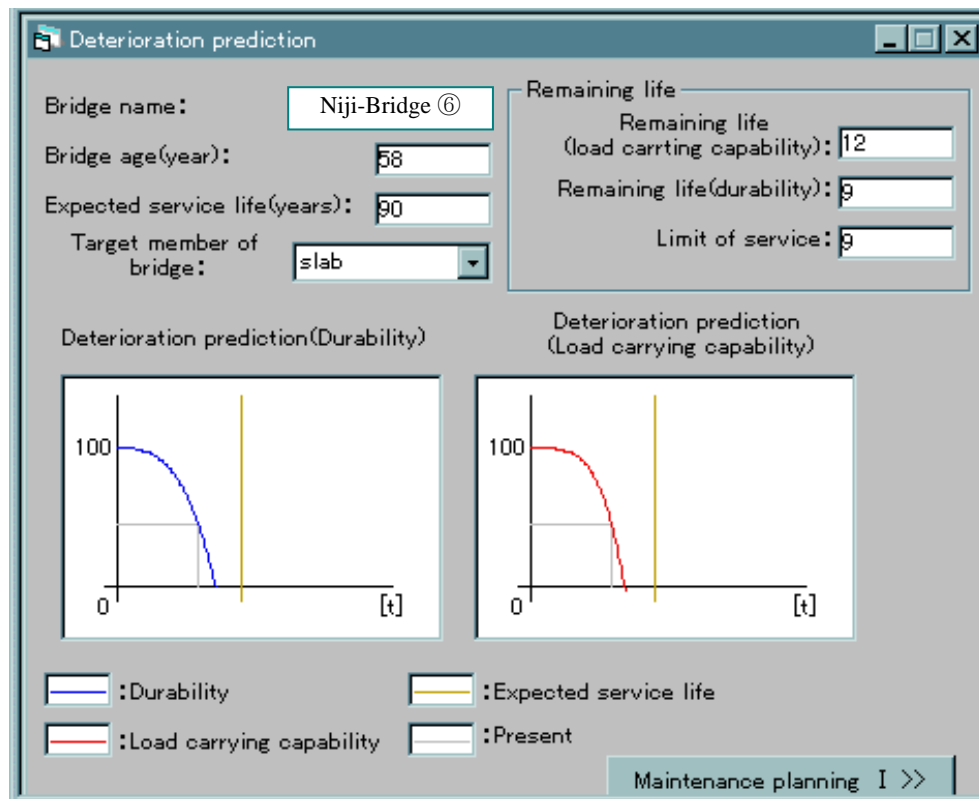 Deterioration prediction
Bridge name:
Niji-Bridge ⑥
Bridge age(year):
58
Expected service life(years):
90
Target member of
bridge:
slab
Remaining life
Remaining life
(load carrting capability):
12
Remaining life(durability):
9
Limit of service:
9
Deterioration prediction(Durability)
100
0
[t]
Deterioration prediction
(Load carrying capability)
100
0
[t]
:Durability
:Expected service life
:Load carrying capability
:Present
Maintenance planning I >>